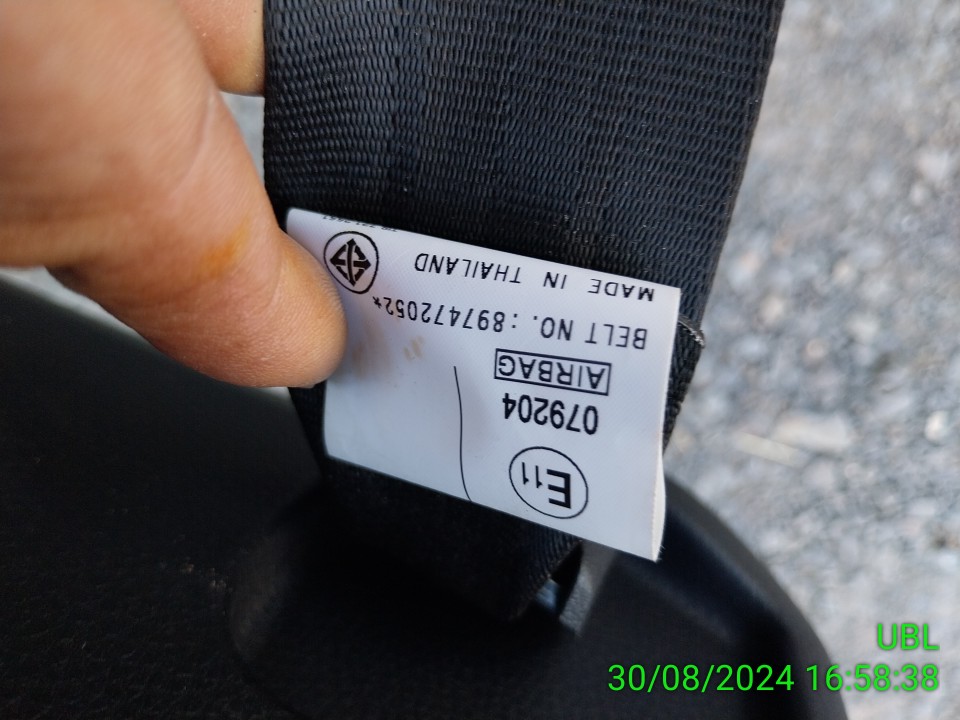 E11
079204
AIRBAG
BELT NO. : 897472052*
MADE IN THAILAND
UBL
30/08/2024 16:58:38